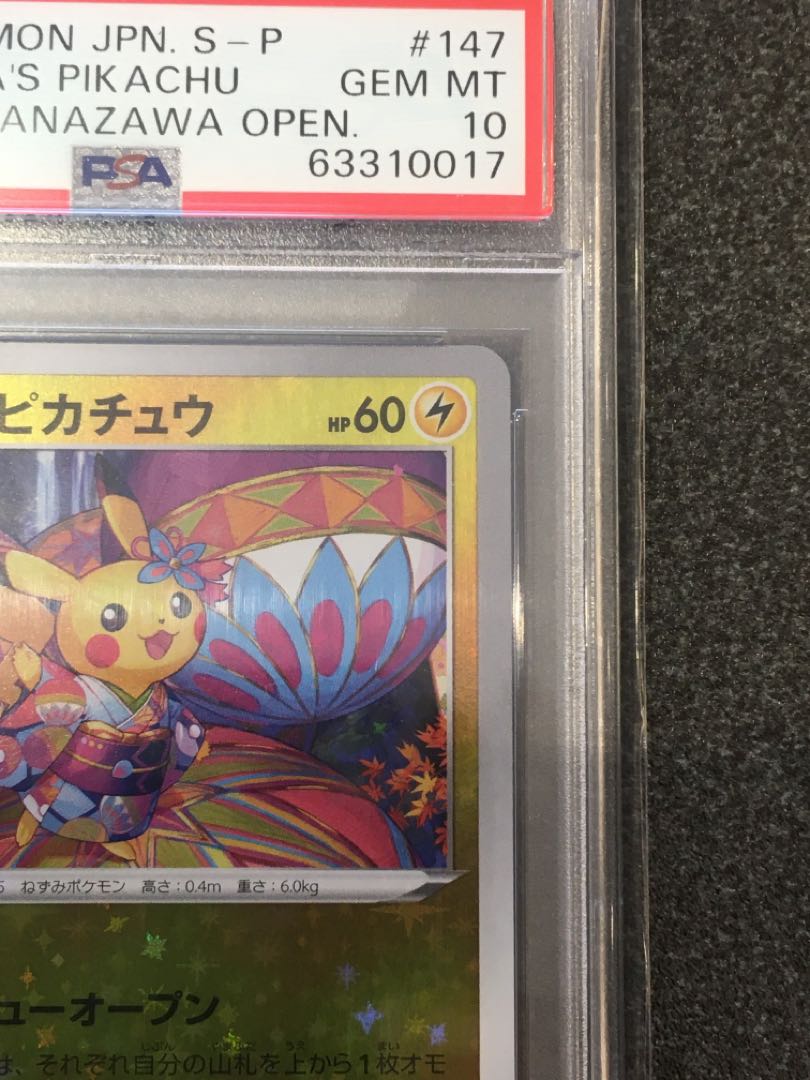 MON JPN. S-P #147
A'S PIKACHU GEM MT
ANAZAWA OPEN. 10
PSA 63310017
ピカチュウ HP60
ねずみポケモン 高さ:0.4m 重さ:6.0kg
ューオープン
は、それぞれ自分の山札を上から1枚オモ